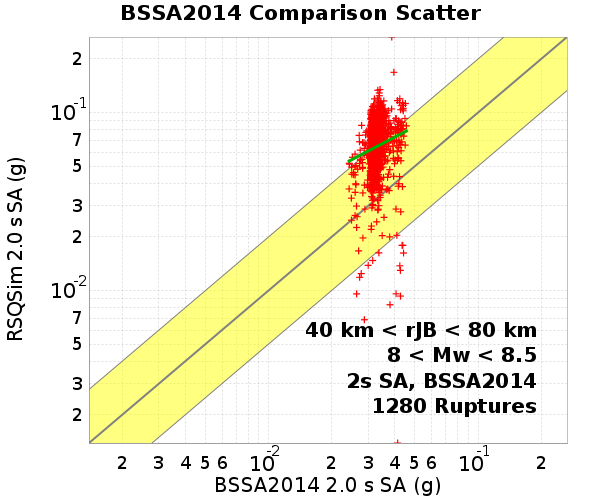 BSSA2014 Comparison Scatter
RSQSim 2.0 s SA (g)
2
10-1
7
5
3
2
10-2
7
5
3
2
40 km < rJB < 80 km
8 < Mw < 8.5
2s SA, BSSA2014
1280 Ruptures
2 3 4 5 6 10-2 2 3 4 5 6 10-1 2
BSSA2014 2.0 s SA (g)